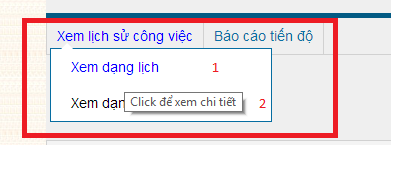 Xem lịch sử công việc Báo cáo tiến độ
Xem dạng lịch 1
Xem dạn Click để xem chi tiết 2